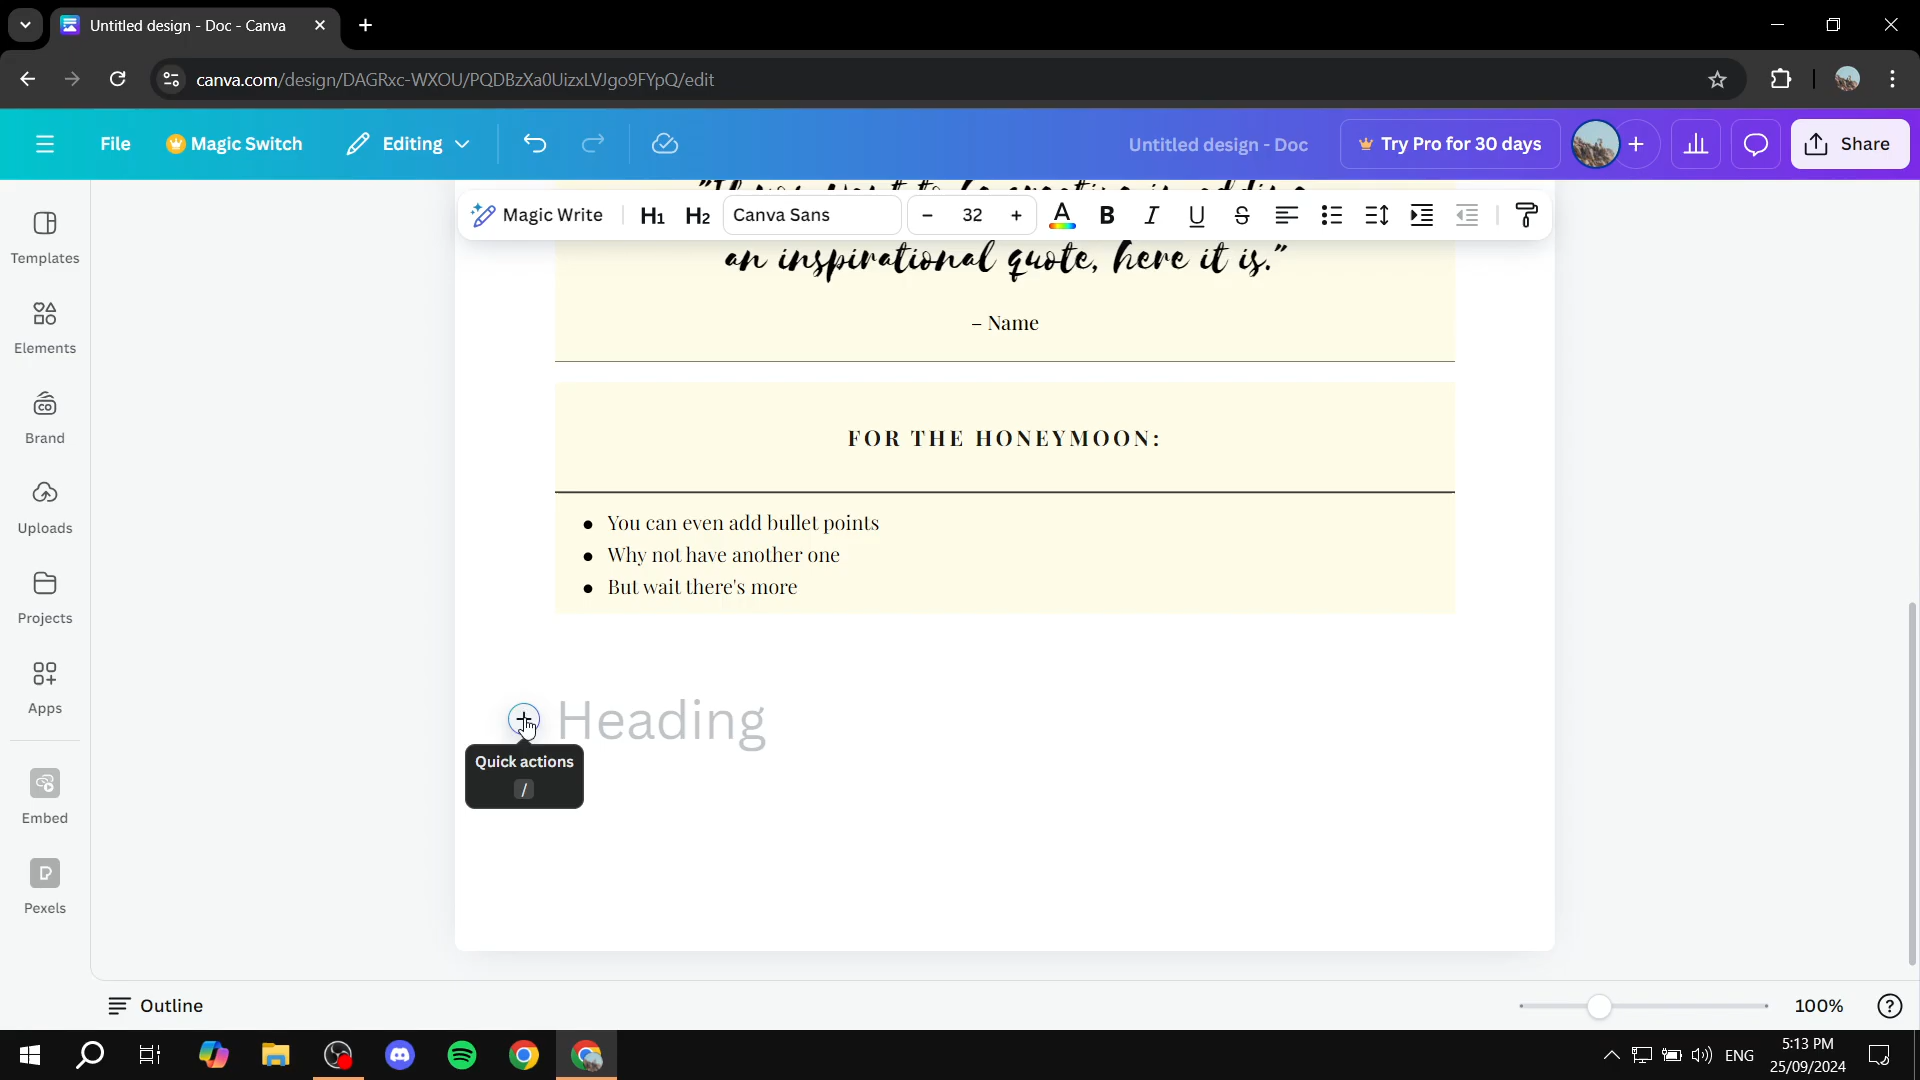 Untitled design - Doc - Canva
canva.com/design/DAGRxc-WXOU/PQDBzXa0UizxLVJgo9FYpQ/edit
File
Magic Switch
Editing
Untitled design - Doc
Try Pro for 30 days
Share
Magic Write
H1
H2
Canva Sans
– 32 +
A
B
I
U
S
Templates
Elements
Brand
Uploads
Projects
Apps
Embed
Pexels
an inspirational quote, here it is."
– Name
FOR THE HONEYMOON:
● You can even add bullet points
● Why not have another one
● But wait there's more
Heading
Quick actions
/
Outline
100%
ENG
5:13 PM
25/09/2024